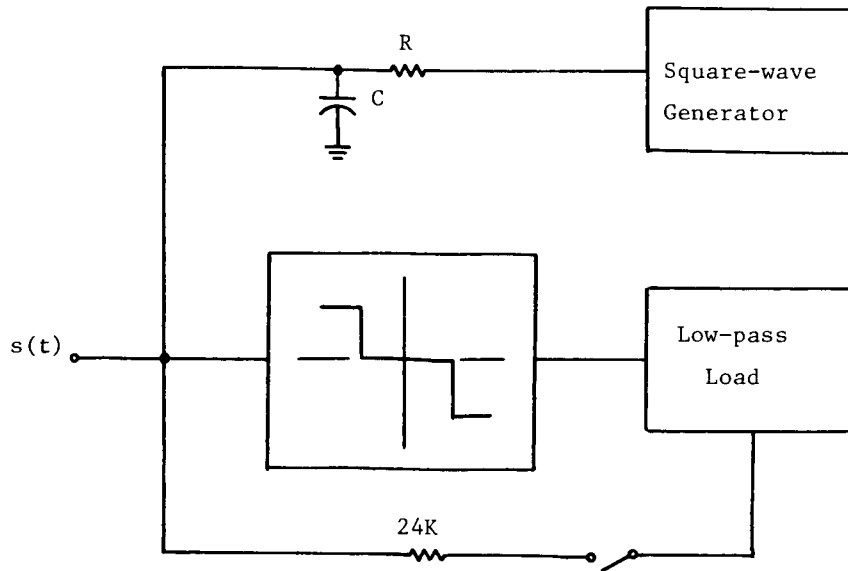 R
Square-wave
Generator
C
s(t)
Low-pass
Load
24K